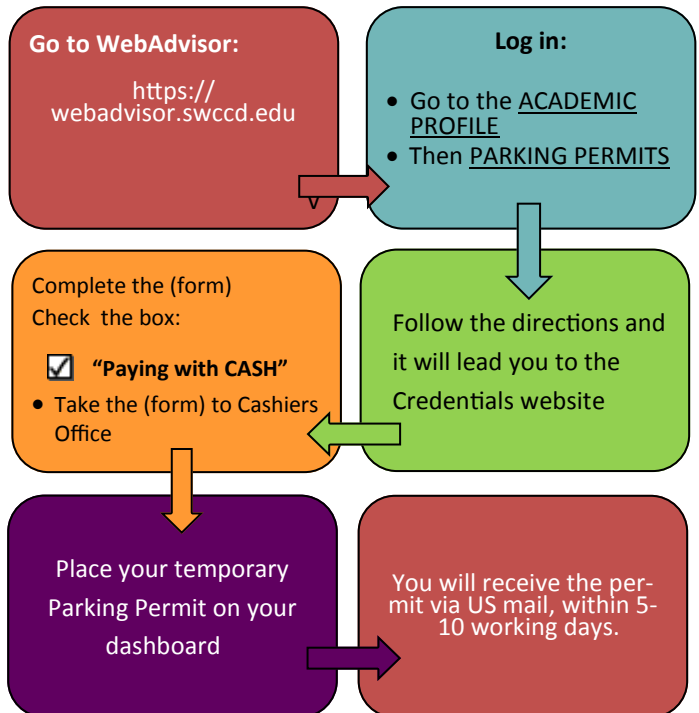 Go to WebAdvisor:
https://
webadvisor.swccd.edu
V
Log in:
• Go to the ACADEMIC
PROFILE
• Then PARKING PERMITS
Follow the directions and
it will lead you to the
Credentials website
Complete the (form)
Check the box:
☑ “Paying with CASH”
• Take the (form) to Cashiers
Office
Place your temporary
Parking Permit on your
dashboard
You will receive the per-
mit via US mail, within 5-
10 working days.